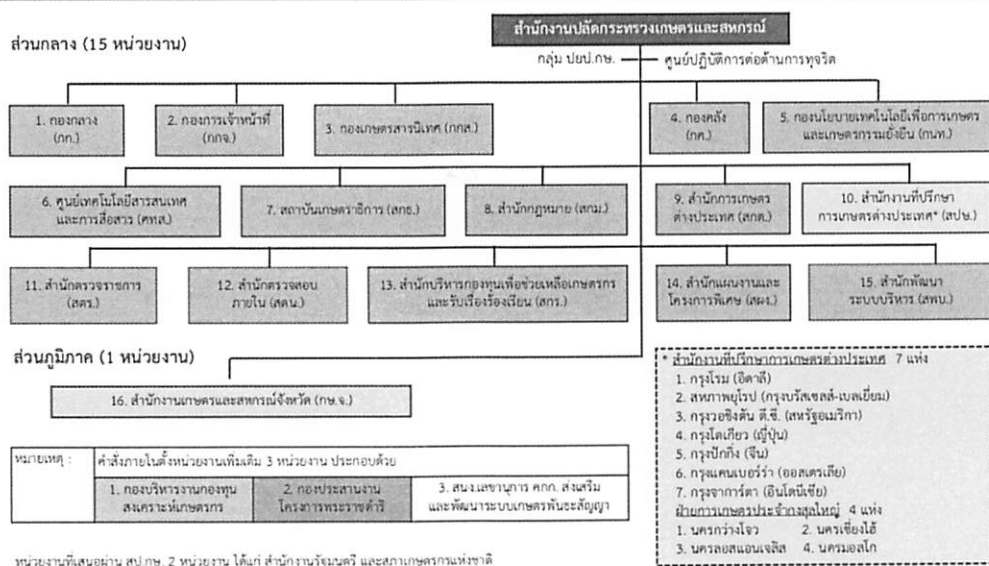 สำนักงานปลัดกระทรวงเกษตรและสหกรณ์
ส่วนกลาง (15 หน่วยงาน)
กลุ่ม ปยป.กษ.
ศูนย์ปฏิบัติการต่อต้านการทุจริต
1. กองกลาง
(กก.)
2. กองการเจ้าหน้าที่
(กกจ.)
3. กองเกษตรสารนิเทศ (กกส.)
4. กองคลัง
(กค.)
5. กองนโยบายเทคโนโลยีเพื่อการเกษตร
และเกษตรกรรมยั่งยืน (กนท.)
6. ศูนย์เทคโนโลยีสารสนเทศ
และการสื่อสาร (ศทส.)
7. สถาบันเกษตราธิการ (สกธ.)
8. สำนักกฎหมาย (สกม.)
9. สำนักการเกษตร
ต่างประเทศ (สกต.)
10. สำนักงานที่ปรึกษา
การเกษตรต่างประเทศ* (สปษ.)
11. สำนักตรวจราชการ
(สตร.)
12. สำนักตรวจสอบ
ภายใน (สตน.)
13. สำนักบริหารกองทุนเพื่อช่วยเหลือเกษตรกร
และรับเรื่องร้องเรียน (สกร.)
14. สำนักแผนงานและ
โครงการพิเศษ (สผง.)
15. สำนักพัฒนา
ระบบบริหาร (สพบ.)
ส่วนภูมิภาค (1 หน่วยงาน)
16. สำนักงานเกษตรและสหกรณ์จังหวัด (กษ.จ.)
* สำนักงานที่ปรึกษาการเกษตรต่างประเทศ 7 แห่ง
1. กรุงโรม (อิตาลี)
2. สหภาพยุโรป (กรุงบรัสเซลส์-เบลเยี่ยม)
3. กรุงวอชิงตัน ดี.ซี. (สหรัฐอเมริกา)
4. กรุงโตเกียว (ญี่ปุ่น)
5. กรุงปักกิ่ง (จีน)
6. กรุงแคนเบอร์ร่า (ออสเตรเลีย)
7. กรุงจาการ์ตา (อินโดนีเซีย)
ฝ่ายการเกษตรประจำกงสุลใหญ่ 4 แห่ง
1. นครกว่างโจว 2. นครเซี่ยงไฮ้
3. นครลอสแอนเจลิส 4. นครมอสโก
หมายเหตุ : คำสั่งภายในตั้งหน่วยงานเพิ่มเติม 3 หน่วยงาน ประกอบด้วย
1. กองบริหารงานกองทุน
สงเคราะห์เกษตรกร
2. กองประสานงาน
โครงการพระราชดำริ
3. สนง.เลขานุการ คกก. ส่งเสริม
และพัฒนาระบบเกษตรพันธะสัญญา
หน่วยงานที่เสนอผ่าน สป.กษ. 2 หน่วยงาน ได้แก่ สำนักงานรัฐมนตรี และสภาเกษตรกรแห่งชาติ